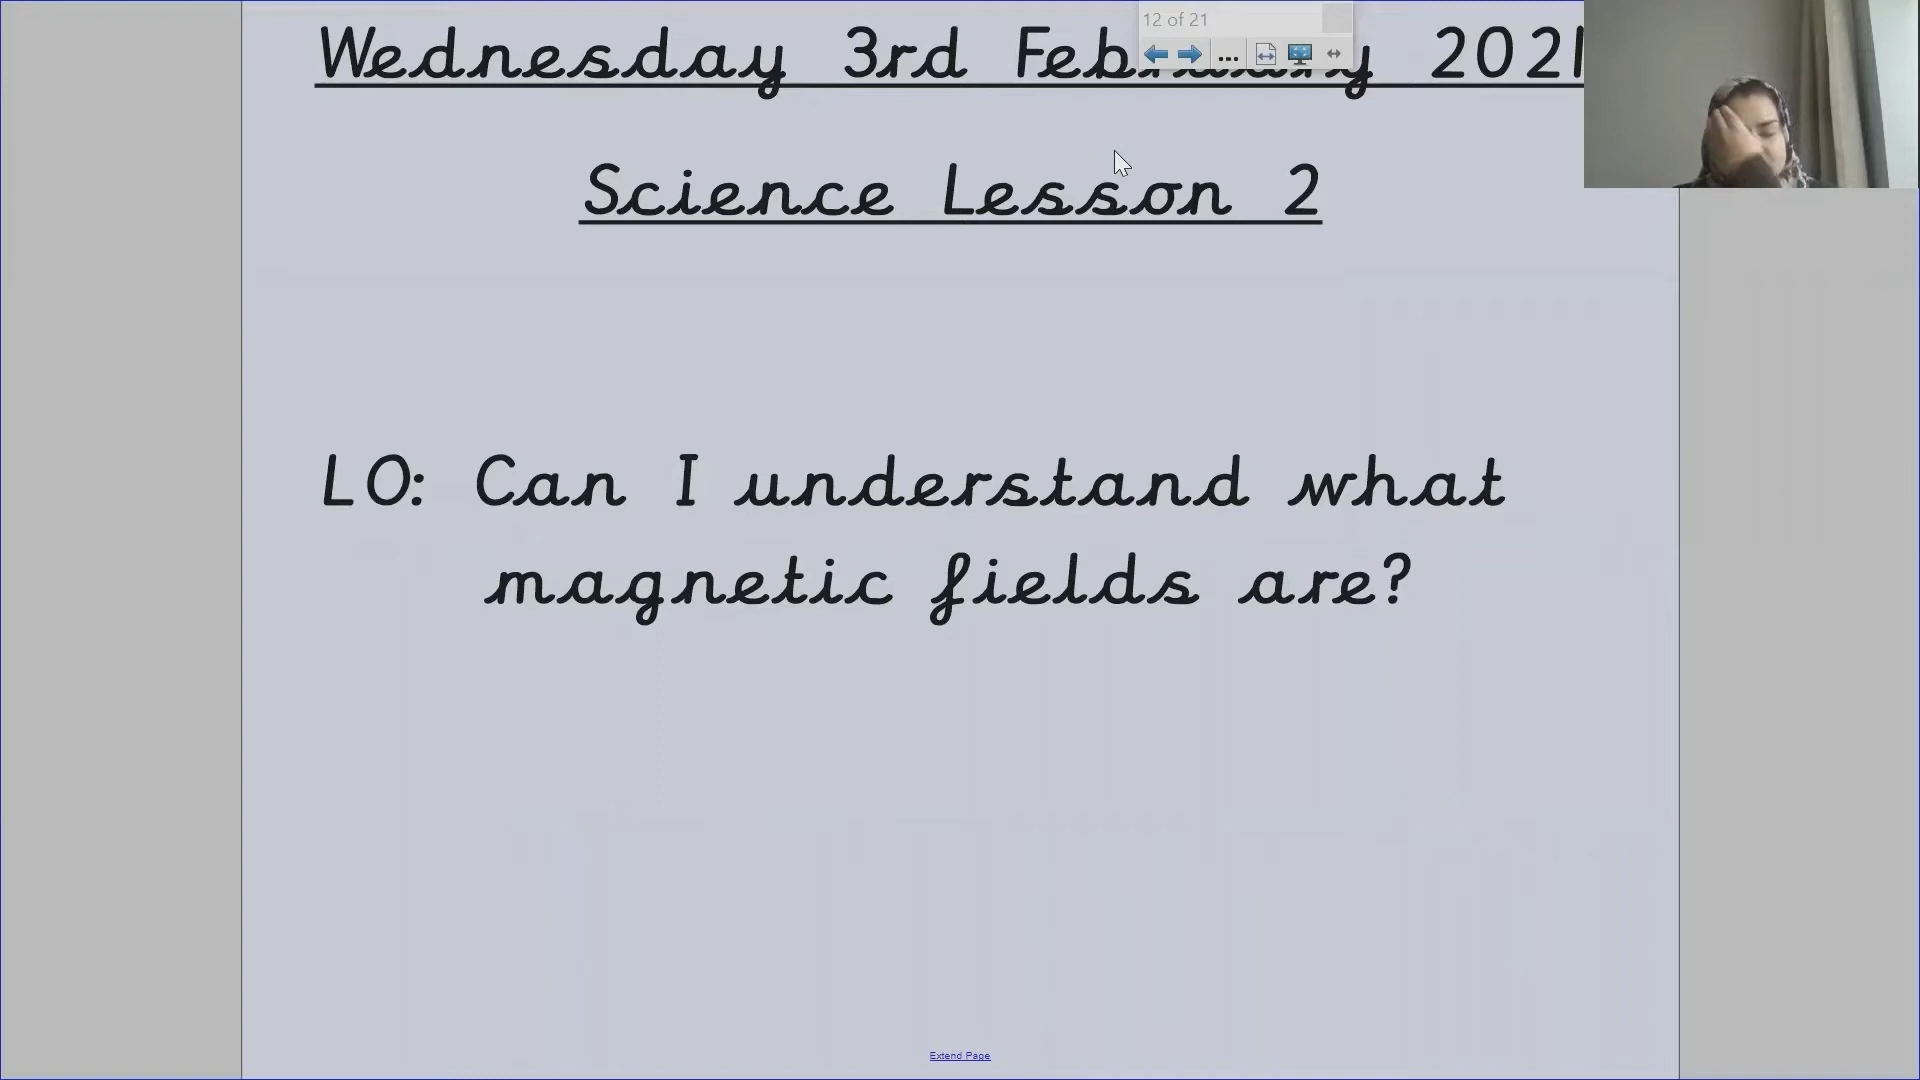 12 of 21
Wednesday 3rd February 2021
Science Lesson 2
LO: Can I understand what
magnetic fields are?
Extend Page